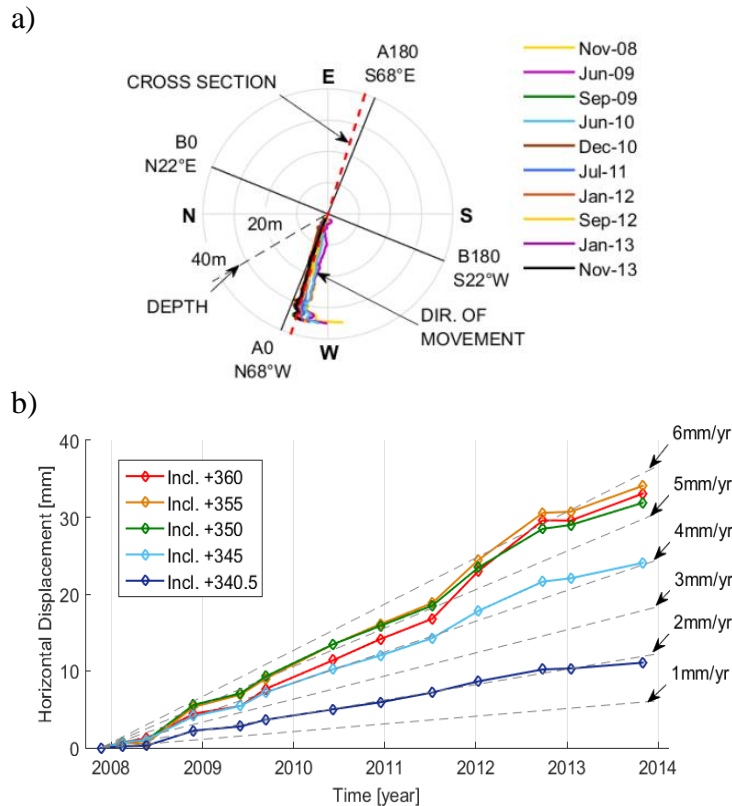 a)
A180
E
S68°E
CROSS SECTION
B0
N22°E
N
S
20m
40m
B180
S22°W
DEPTH
DIR. OF
MOVEMENT
A0
W
N68°W
Nov-08
Jun-09
Sep-09
Jun-10
Dec-10
Jul-11
Jan-12
Sep-12
Jan-13
Nov-13
b)
Horizontal Displacement [mm]
40
30
20
10
0
Incl. +360
Incl. +355
Incl. +350
Incl. +345
Incl. +340.5
6mm/yr
5mm/yr
4mm/yr
3mm/yr
2mm/yr
1mm/yr
2008 2009 2010 2011 2012 2013 2014
Time [year]